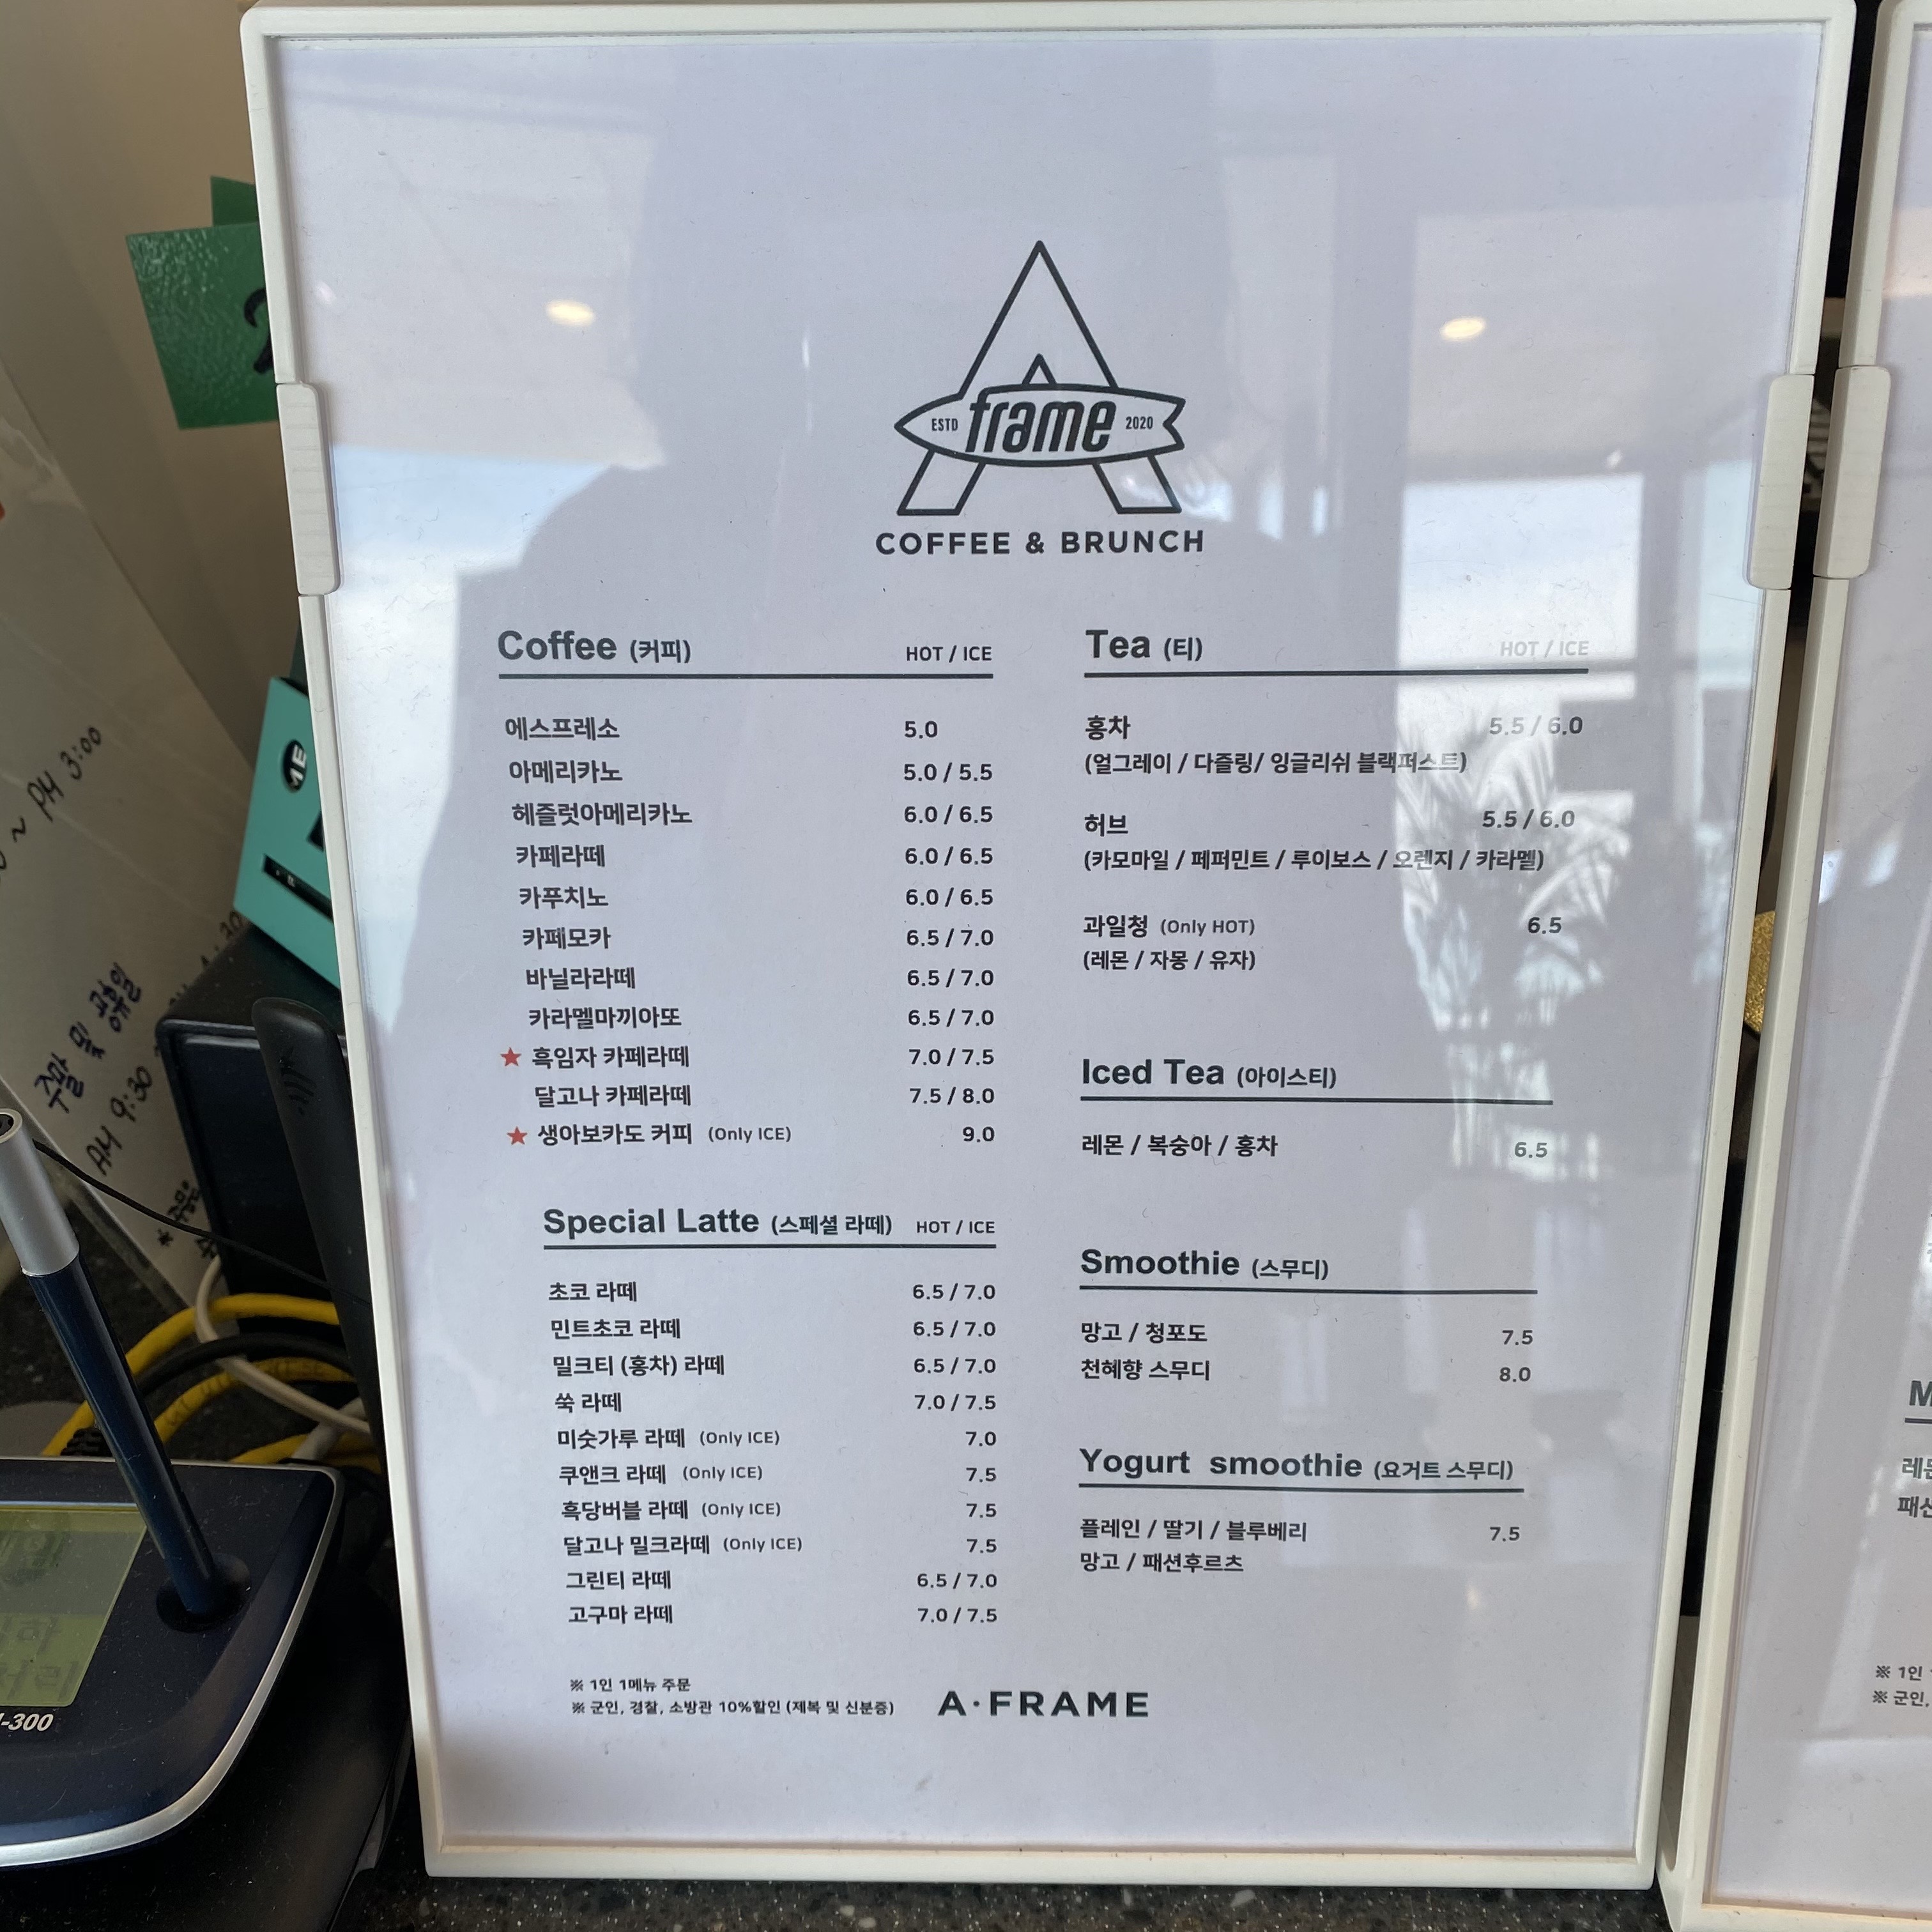 ESTD frame 2020
COFFEE & BRUNCH
Coffee (커피) HOT / ICE
에스프레소 5.0
아메리카노 5.0 / 5.5
헤즐럿아메리카노 6.0 / 6.5
카페라떼 6.0 / 6.5
카푸치노 6.0 / 6.5
카페모카 6.5 / 7.0
바닐라라떼 6.5 / 7.0
카라멜마끼아또 6.5 / 7.0
★ 흑임자 카페라떼 7.0 / 7.5
달고나 카페라떼 7.5 / 8.0
★ 생아보카도 커피 (Only ICE) 9.0
Special Latte (스페셜 라떼) HOT / ICE
초코 라떼 6.5 / 7.0
민트초코 라떼 6.5 / 7.0
밀크티 (홍차) 라떼 6.5 / 7.0
쑥 라떼 7.0 / 7.5
미숫가루 라떼 (Only ICE) 7.0
쿠앤크 라떼 (Only ICE) 7.5
흑당버블 라떼 (Only ICE) 7.5
달고나 밀크라떼 (Only ICE) 7.5
그린티 라떼 6.5 / 7.0
고구마 라떼 7.0 / 7.5
※ 1인 1메뉴 주문
※ 군인, 경찰, 소방관 10%할인 (제복 및 신분증)
Tea (티) HOT / ICE
홍차 5.5 / 6.0
(얼그레이 / 다즐링/ 잉글리쉬 블랙퍼스트)
허브 5.5 / 6.0
(카모마일 / 페퍼민트 / 루이보스 / 오렌지 / 카라멜)
과일청 (Only HOT) 6.5
(레몬 / 자몽 / 유자)
Iced Tea (아이스티)
레몬 / 복숭아 / 홍차 6.5
Smoothie (스무디)
망고 / 청포도 7.5
천혜향 스무디 8.0
Yogurt smoothie (요거트 스무디)
플레인 / 딸기 / 블루베리 7.5
망고 / 패션후르츠
A·FRAME
~ PM 3:00
주말 및 공휴일
AM 9:30
-300
※ 1인
※ 군인,